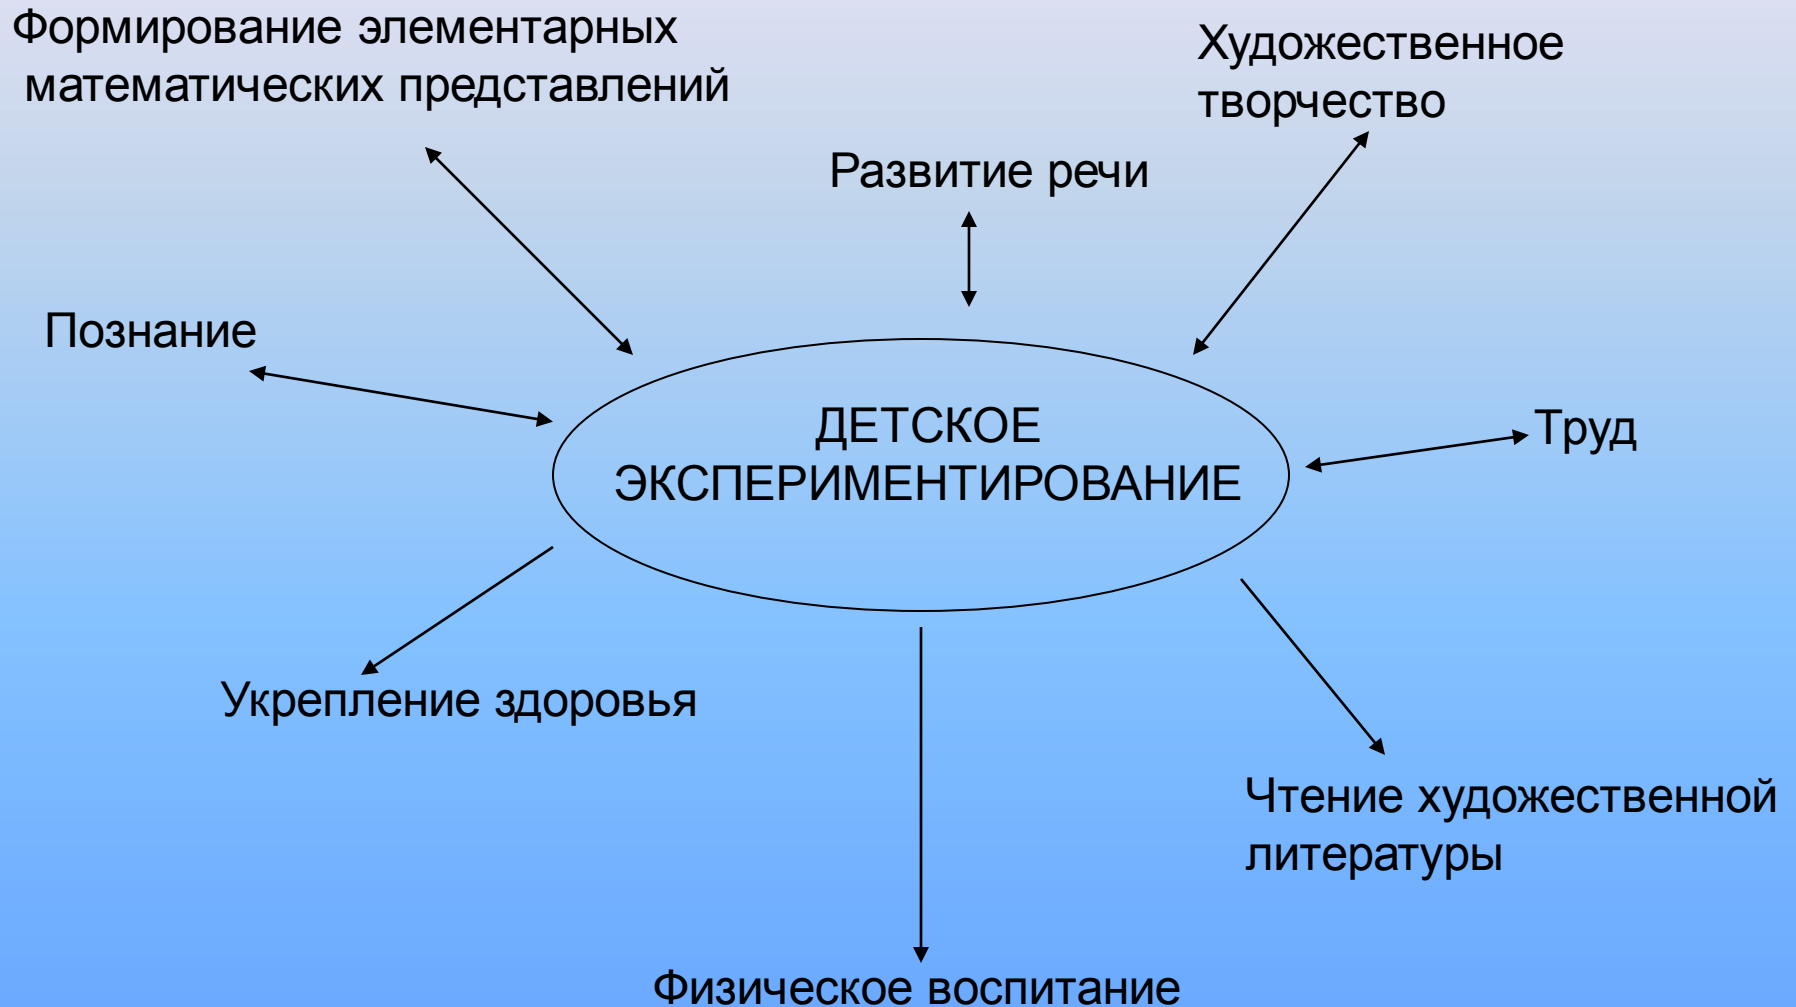 Формирование элементарных
математических представлений
Художественное
творчество
Развитие речи
Познание
ДЕТСКОЕ
ЭКСПЕРИМЕНТИРОВАНИЕ
Труд
Укрепление здоровья
Чтение художественной
литературы
Физическое воспитание